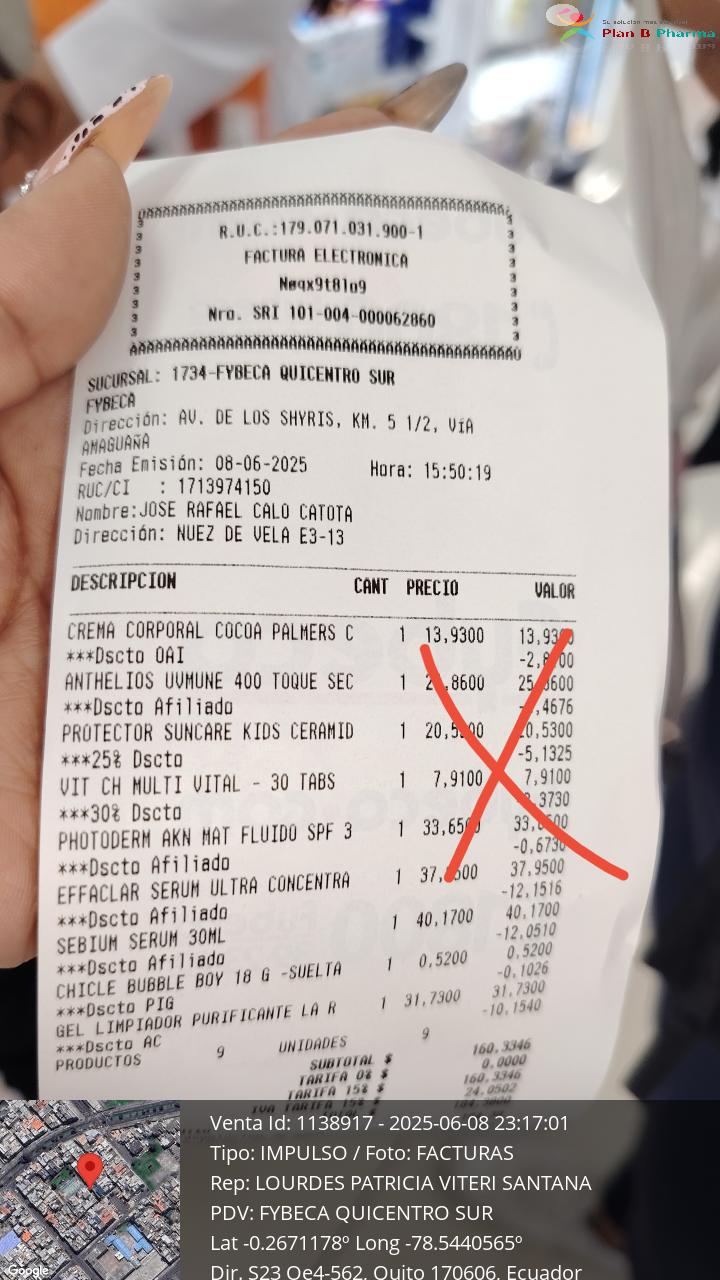 Plan B Pharma
R.U.C.:179.071.031.900-1
FACTURA ELECTRONICA
Nøqx9t8lo9
Nro. SRI 101-004-000062860
SUCURSAL: 1734-FYBECA QUICENTRO SUR
FYBECA
Dirección: AV. DE LOS SHYRIS, KM. 5 1/2, VíA
AMAGUAÑA
Fecha Emisión: 08-06-2025 Hora: 15:50:19
RUC/CI : 1713974150
Nombre:JOSE RAFAEL CALO CATOTA
Dirección: NUEZ DE VELA E3-13
DESCRIPCION CANT PRECIO VALOR
CREMA CORPORAL COCOA PALMERS C 1 13,9300
***Dscto OAI
ANTHELIOS UVMUNE 400 TOQUE SEC 1
***Dscto Afiliado
PROTECTOR SUNCARE KIDS CERAMID 1 20,5300
***25% Dscto -5,1325
VIT CH MULTI VITAL - 30 TABS 1 7,9100 7,9100
***30% Dscto
PHOTODERM AKN MAT FLUIDO SPF 3 1
***Dscto Afiliado -0,6730
EFFACLAR SERUM ULTRA CONCENTRA 1 37,9500
***Dscto Afiliado -12,1516
SEBIUM SERUM 30ML 1 40,1700 40,1700
***Dscto Afiliado -12,0510
CHICLE BUBBLE BOY 18 G -SUELTA 1 0,5200 0,5200
***Dscto PIG -0,1026
GEL LIMPIADOR PURIFICANTE LA R 1 31,7300 31,7300
***Dscto AC -10,1540
PRODUCTOS 9 UNIDADES 9
SUBTOTAL $ 160,3346
TARIFA 0% $ 0,0000
TARIFA 15% $ 160,3346
IVA TARIFA 15% $ 24,0502
Venta Id: 1138917 - 2025-06-08 23:17:01
Tipo: IMPULSO / Foto: FACTURAS
Rep: LOURDES PATRICIA VITERI SANTANA
PDV: FYBECA QUICENTRO SUR
Lat -0.2671178º Long -78.5440565º
Dir. S23 Oe4-562, Quito 170606, Ecuador
Google